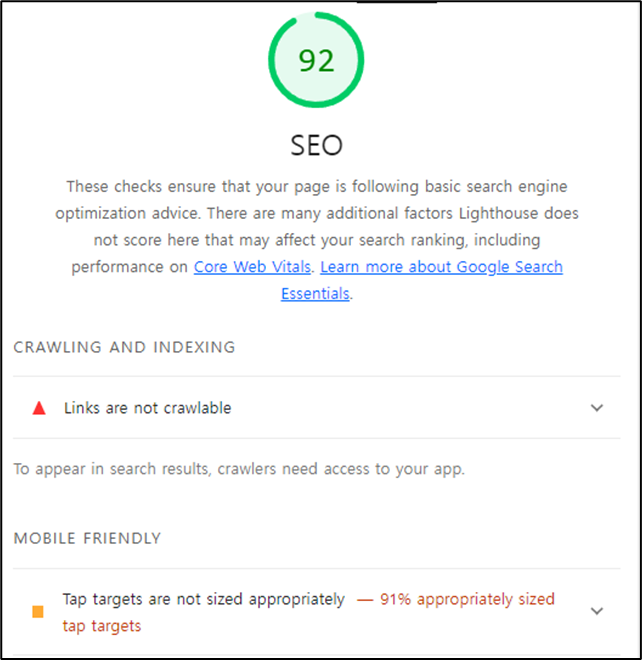 92
SEO
These checks ensure that your page is following basic search engine
optimization advice. There are many additional factors Lighthouse does
not score here that may affect your search ranking, including
performance on Core Web Vitals. Learn more about Google Search
Essentials.
CRAWLING AND INDEXING
Links are not crawlable
To appear in search results, crawlers need access to your app.
MOBILE FRIENDLY
Tap targets are not sized appropriately — 91% appropriately sized
tap targets